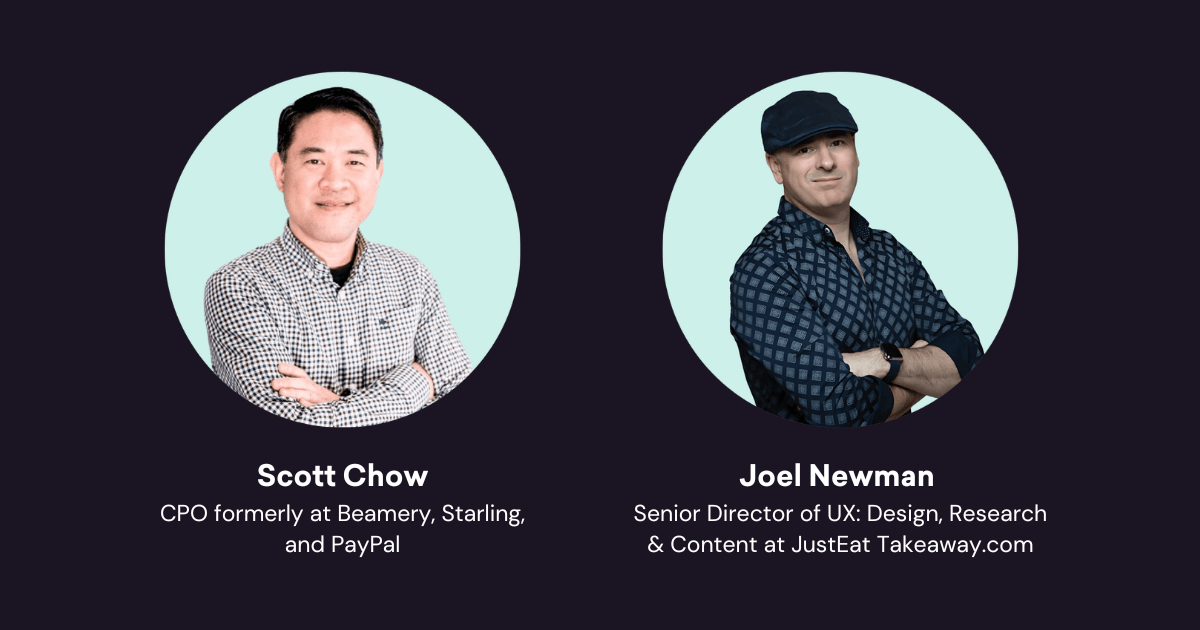 Scott Chow
CPO formerly at Beamery, Starling,
and PayPal
Joel Newman
Senior Director of UX: Design, Research
& Content at JustEat Takeaway.com